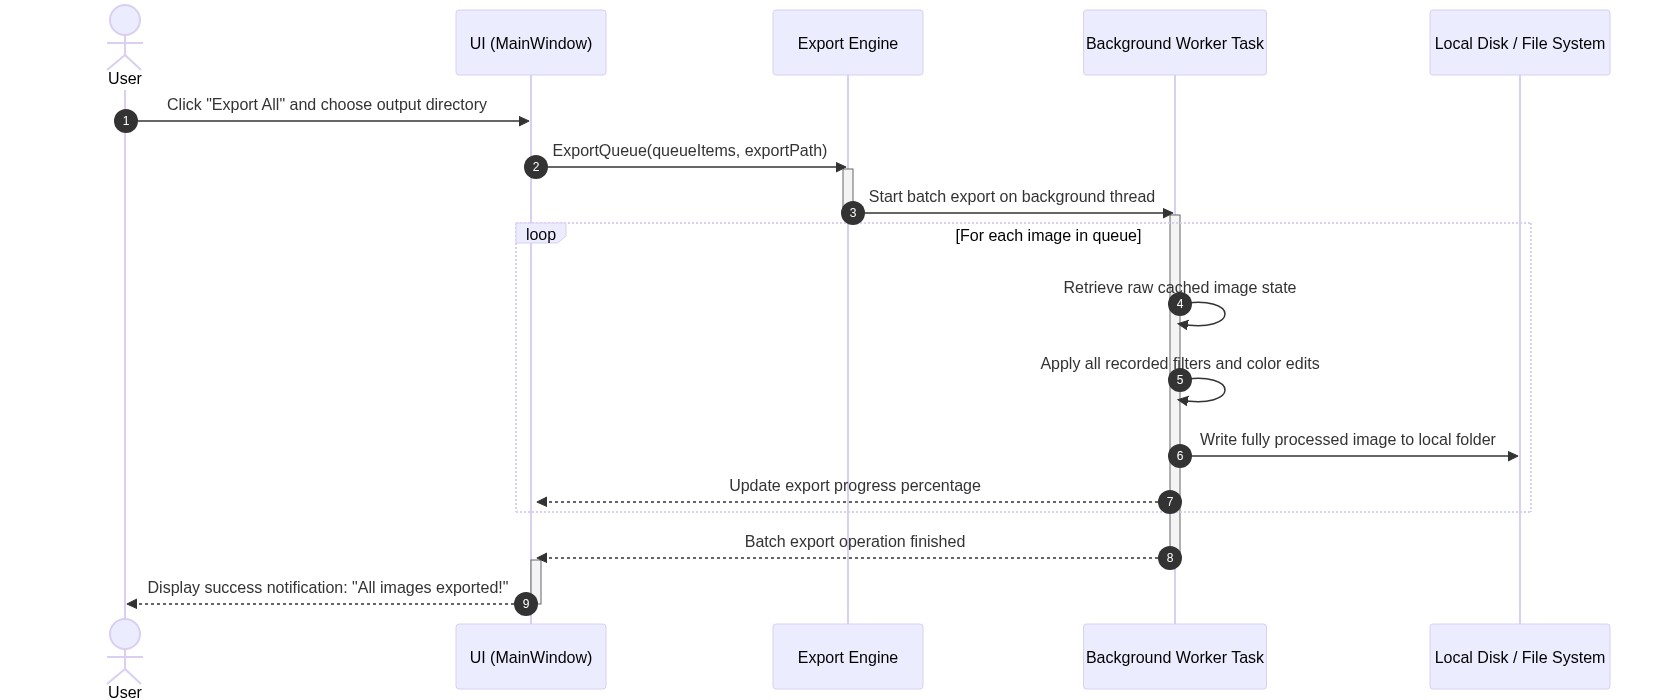 User
UI (MainWindow)
Export Engine
Background Worker Task
Local Disk / File System
Click "Export All" and choose output directory
1
ExportQueue(queueItems, exportPath)
2
Start batch export on background thread
3
loop
[For each image in queue]
Retrieve raw cached image state
4
Apply all recorded filters and color edits
5
Write fully processed image to local folder
6
Update export progress percentage
7
Batch export operation finished
8
Display success notification: "All images exported!"
9
User
UI (MainWindow)
Export Engine
Background Worker Task
Local Disk / File System